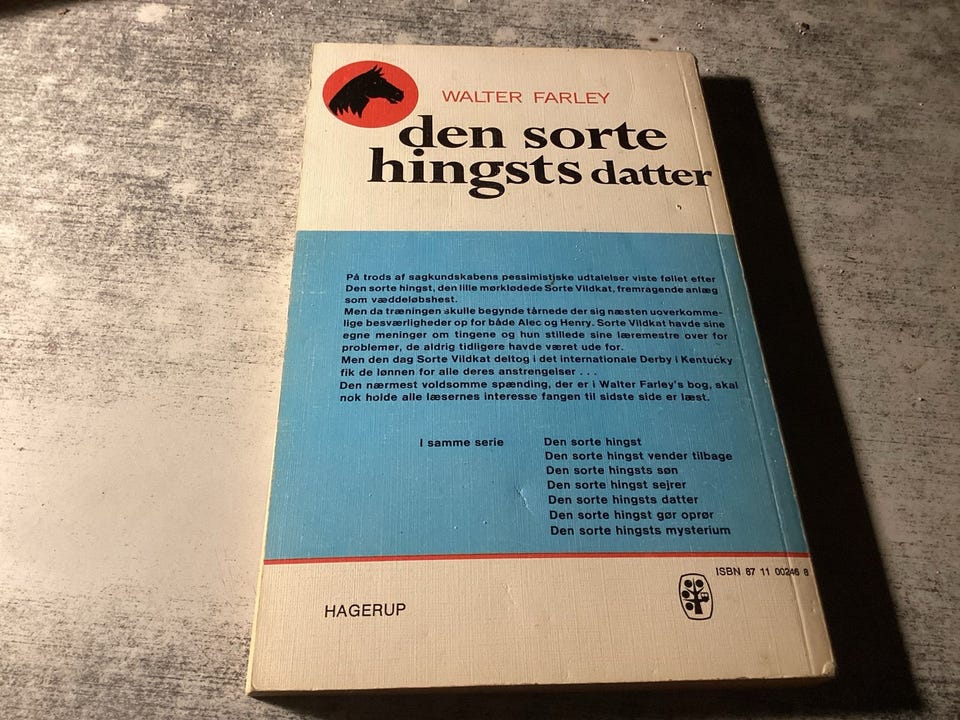 WALTER FARLEY
den sorte
hingsts datter
På trods af sagkundskabens pessimistiske udtalelser viste føllet efter
Den sorte hingst, den lille mørklødede Sorte Vildkat, fremragende anlæg
som væddeløbshest.
Men da træningen skulle begynde tårnede der sig næsten uoverkomme-
lige besværligheder op for både Alec og Henry. Sorte Vildkat havde sine
egne meninger om tingene og hun stillede sine læremestre over for
problemer, de aldrig tidligere havde været ude for.
Men den dag Sorte Vildkat deltog i det internationale Derby i Kentucky
fik de lønnen for alle deres anstrengelser . . .
Den nærmest voldsomme spænding, der er i Walter Farley's bog, skal
nok holde alle læsernes interesse fangen til sidste side er læst.
I samme serie Den sorte hingst
Den sorte hingst vender tilbage
Den sorte hingsts søn
Den sorte hingst sejrer
Den sorte hingsts datter
Den sorte hingst gør oprør
Den sorte hingsts mysterium
ISBN 87 11 00246 8
HAGERUP